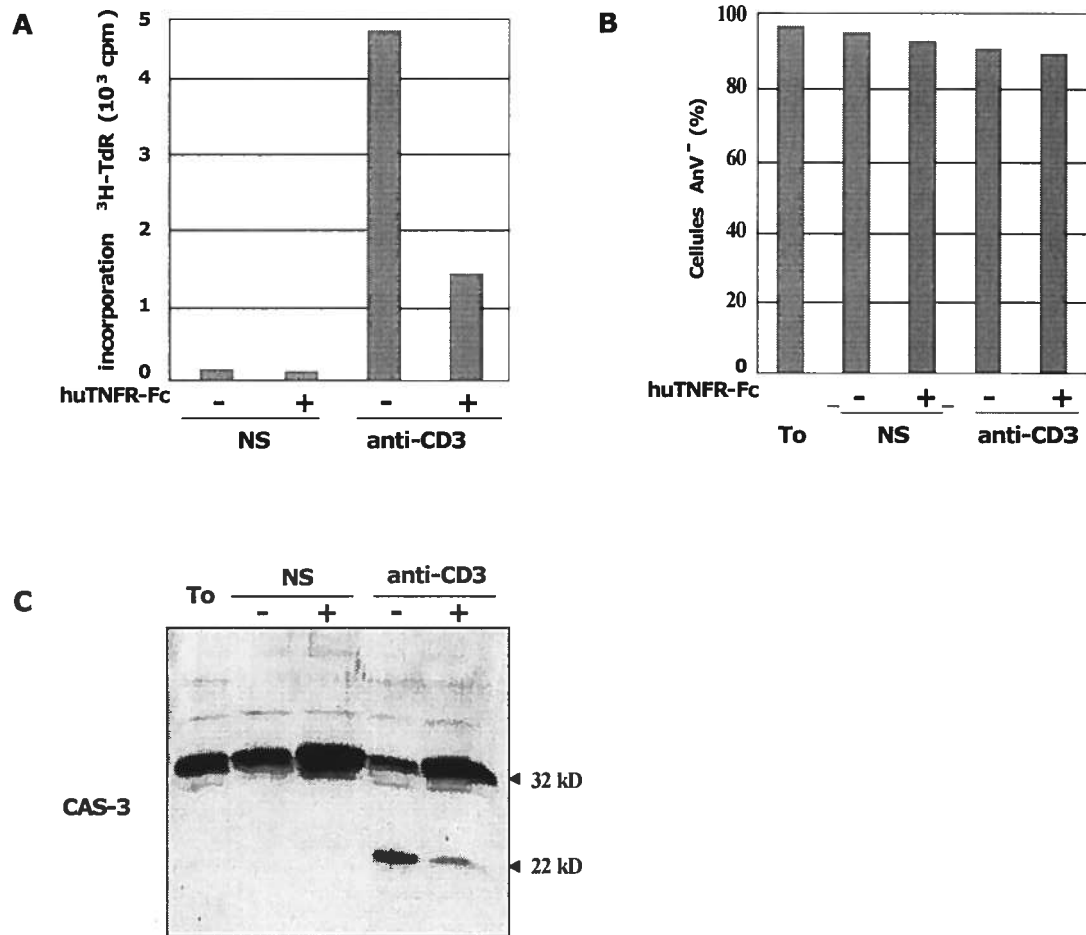 A
incorporation ³H-TdR (10³ cpm)
5
4
3
2
1
0
huTNFR-Fc
- + - +
NS anti-CD3
B
Cellules AnV⁻ (%)
100
80
60
40
20
0
huTNFR-Fc
_ - + _ - +
To NS anti-CD3
C
To NS anti-CD3
- + - +
CAS-3
◄ 32 kD
◄ 22 kD